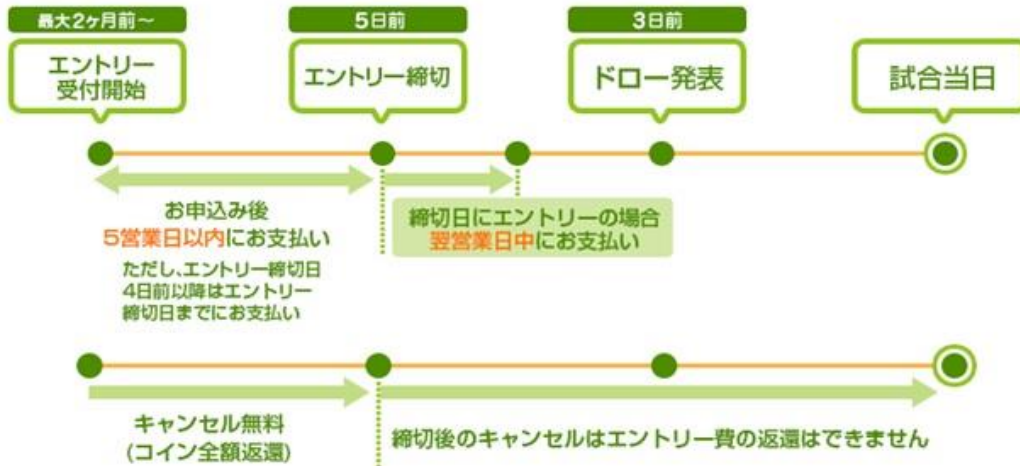 最大2ヶ月前～
5日前
3日前
エントリー
受付開始
エントリー締切
ドロー発表
試合当日
お申込み後
5営業日以内にお支払い
ただし、エントリー締切日
4日前以降はエントリー
締切日までにお支払い
締切日にエントリーの場合
翌営業日中にお支払い
キャンセル無料
(コイン全額返還)
締切後のキャンセルはエントリー費の返還はできません